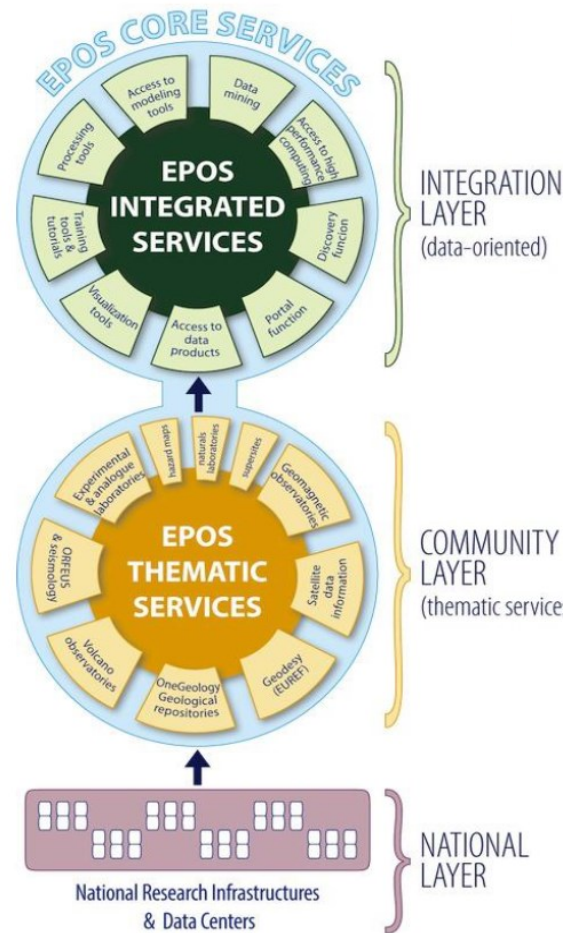 EPOS CORE SERVICES
Access to
modeling
tools
Data
mining
Access to high
performance
computing
Processing
tools
EPOS
INTEGRATED
SERVICES
Training
tools &
tutorials
Discovery
funcion
Visualization
tools
Access to
data
products
Portal
function
INTEGRATION
LAYER
(data-oriented)
Experimental
& analogue
laboratories
hazard maps
naturals
laboratories
supersites
Geomagnetic
observatories
ORFEUS
& seismology
EPOS
THEMATIC
SERVICES
Satellite
data
information
Volcano
observatories
OneGeology
Geological
repositories
Geodesy
(EUREF)
COMMUNITY
LAYER
(thematic service
NATIONAL
LAYER
National Research Infrastructures
& Data Centers